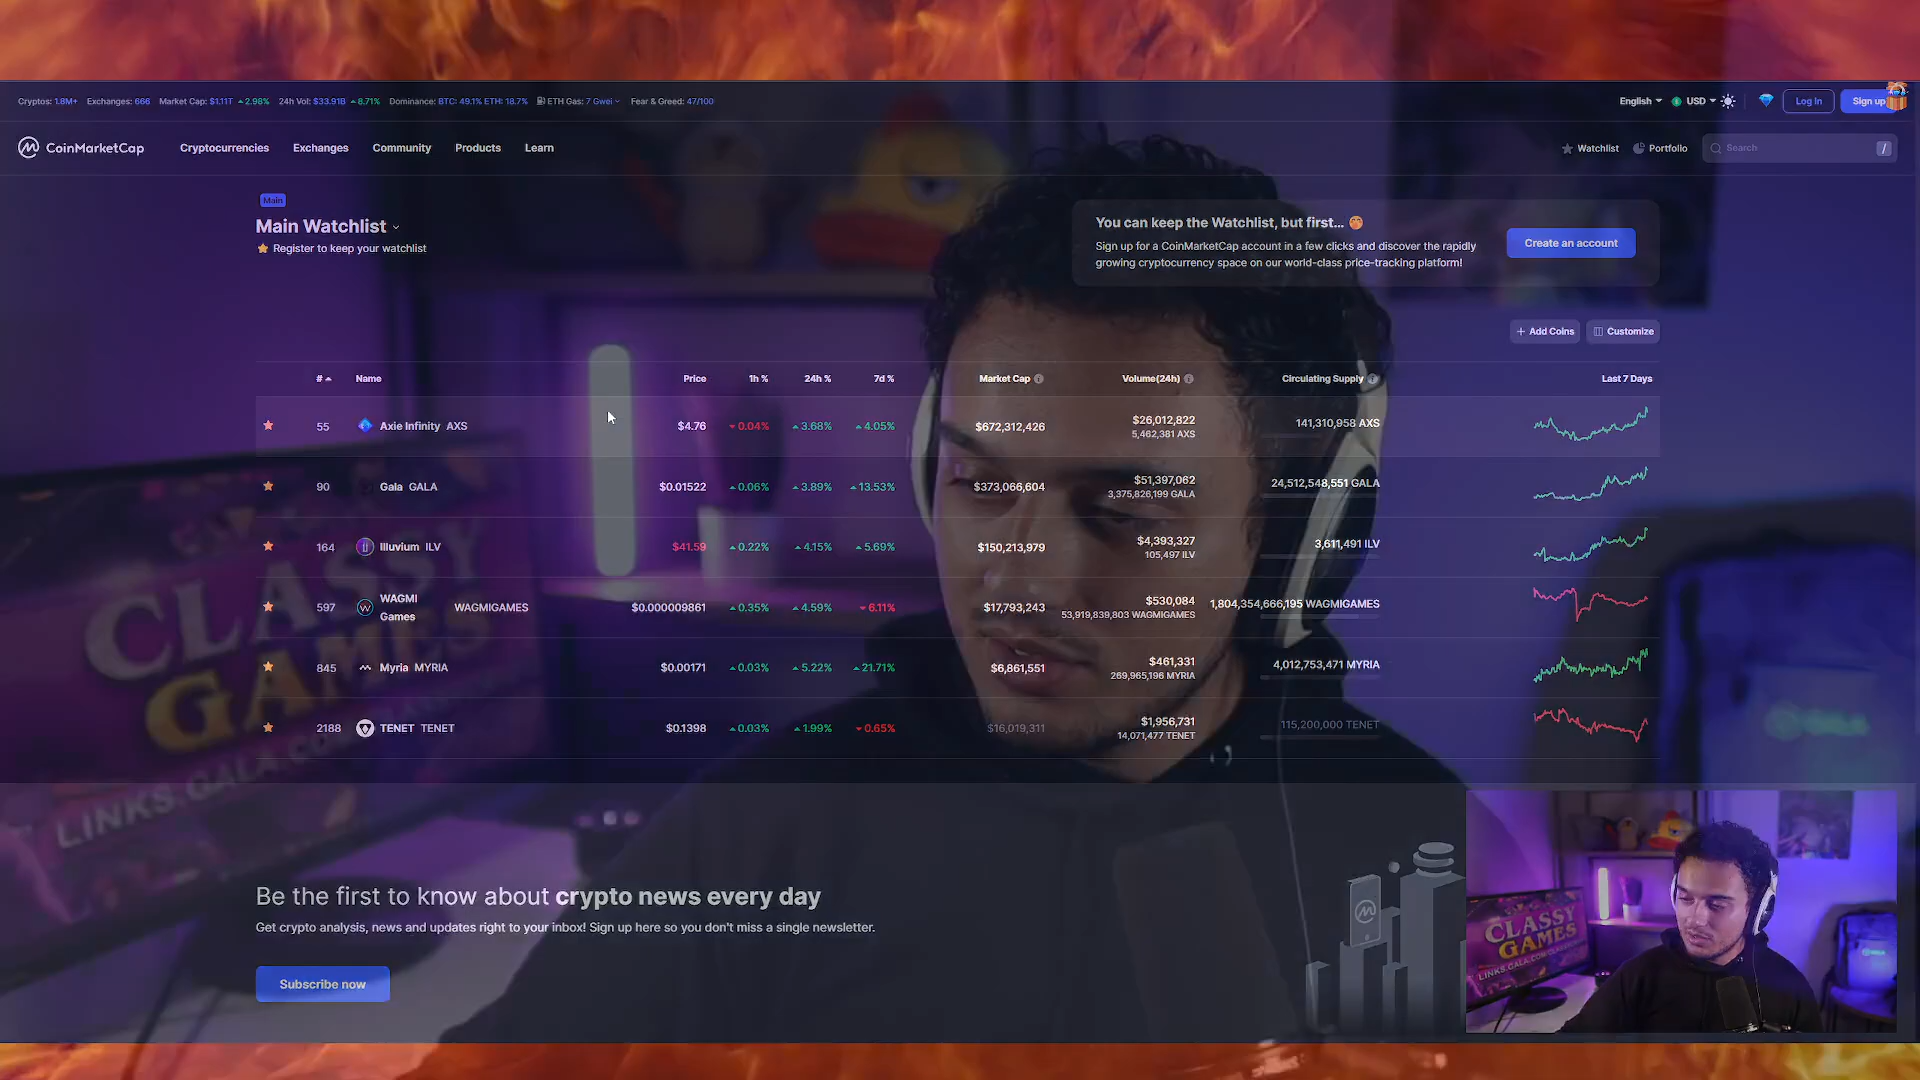 Cryptos: 1.8M+ Exchanges: 666 Market Cap: $1.11T 2.98% 24h Vol: $33.91B 8.71% Dominance: BTC: 49.1% ETH: 18.7% ETH Gas: 7 Gwei Fear & Greed: 47/100 English USD Log In Sign up
CoinMarketCap Cryptocurrencies Exchanges Community Products Learn Watchlist Portfolio Search /
Main
Main Watchlist
Register to keep your watchlist
You can keep the Watchlist, but first...
Sign up for a CoinMarketCap account in a few clicks and discover the rapidly
growing cryptocurrency space on our world-class price-tracking platform!
Create an account
+ Add Coins Customize
# Name Price 1h % 24h % 7d % Market Cap Volume(24h) Circulating Supply Last 7 Days
55 Axie Infinity AXS $4.76 0.04% 3.68% 4.05% $672,312,426 $26,012,822 141,310,958 AXS
5,462,381 AXS
90 Gala GALA $0.01522 0.06% 3.89% 13.53% $373,066,604 $51,397,062 24,512,548,551 GALA
3,375,826,199 GALA
164 Illuvium ILV $41.59 0.22% 4.15% 5.69% $150,213,979 $4,393,327 3,611,491 ILV
105,497 ILV
597 WAGMI Games WAGMIGAMES $0.000009861 0.35% 4.59% 6.11% $17,793,243 $530,084 1,804,354,666,195 WAGMIGAMES
53,919,839,803 WAGMIGAMES
845 Myria MYRIA $0.00171 0.03% 5.22% 21.71% $6,861,551 $461,331 4,012,753,471 MYRIA
269,965,196 MYRIA
2188 TENET TENET $0.1398 0.03% 1.99% 0.65% $16,019,311 $1,956,731 115,200,000 TENET
14,071,477 TENET
CLASSY
GAMES
LINKS.GALA.CO
Be the first to know about crypto news every day
Get crypto analysis, news and updates right to your inbox! Sign up here so you don't miss a single newsletter.
Subscribe now
CLASSY
GAMES
LINKS.GALA.COM